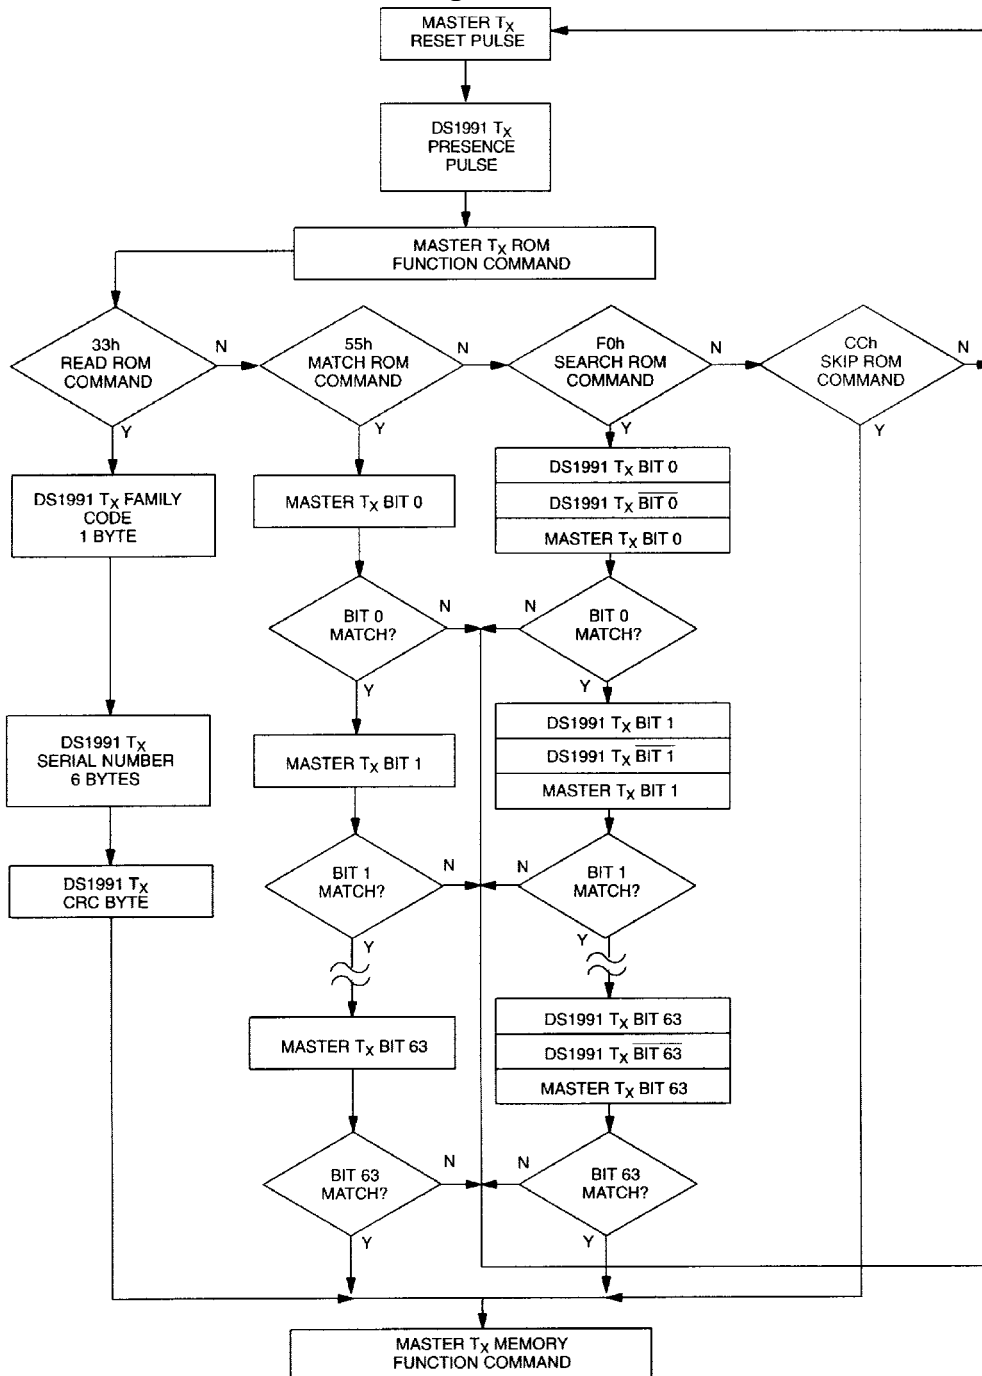 MASTER TX
RESET PULSE
DS1991 TX
PRESENCE
PULSE
MASTER TX ROM
FUNCTION COMMAND
33h
READ ROM
COMMAND
N
Y
55h
MATCH ROM
COMMAND
N
Y
F0h
SEARCH ROM
COMMAND
N
Y
CCh
SKIP ROM
COMMAND
N
Y
DS1991 TX FAMILY
CODE
1 BYTE
MASTER TX BIT 0
DS1991 TX BIT 0
DS1991 TX B̅I̅T̅ ̅0̅
MASTER TX BIT 0
BIT 0
MATCH?
N
Y
BIT 0
MATCH?
N
Y
DS1991 TX
SERIAL NUMBER
6 BYTES
MASTER TX BIT 1
DS1991 TX BIT 1
DS1991 TX B̅I̅T̅ ̅1̅
MASTER TX BIT 1
BIT 1
MATCH?
N
Y
BIT 1
MATCH?
N
Y
DS1991 TX
CRC BYTE
MASTER TX BIT 63
DS1991 TX BIT 63
DS1991 TX B̅I̅T̅ ̅6̅3̅
MASTER TX BIT 63
BIT 63
MATCH?
N
Y
BIT 63
MATCH?
N
Y
MASTER TX MEMORY
FUNCTION COMMAND